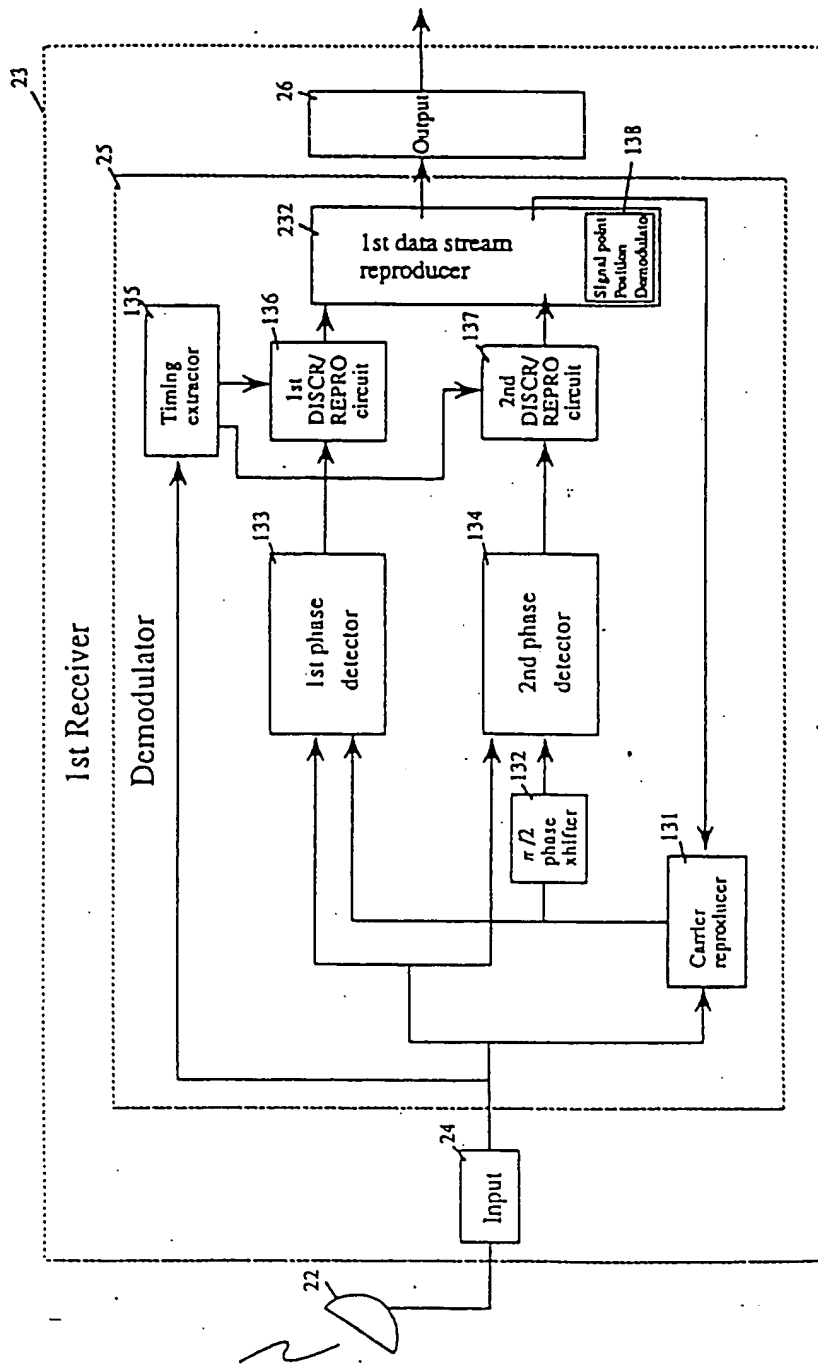 23
1st Receiver
25
Demodulator
135
Timing
extractor
136
1st
DISCR/
REPRO
circuit
232
1st data stream
reproducer
26
Output
138
Signal point
Position
Demodulator
137
2nd
DISCR/
REPRO
circuit
133
1st phase
detector
134
2nd phase
detector
132
π/2
phase
xhifter
131
Carrier
reproducer
24
Input
22